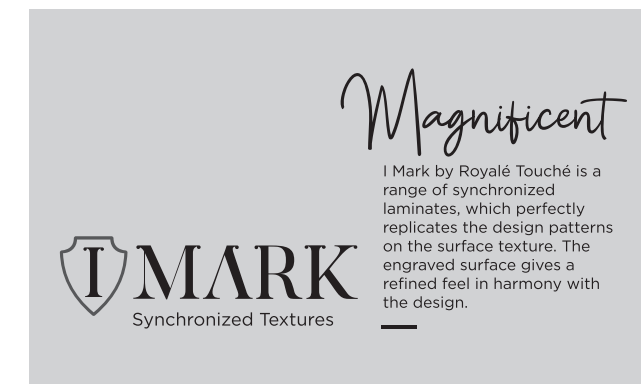 Magnificent
I Mark by Royalé Touché is a
range of synchronized
laminates, which perfectly
replicates the design patterns
on the surface texture. The
engraved surface gives a
refined feel in harmony with
the design.
I MARK
Synchronized Textures